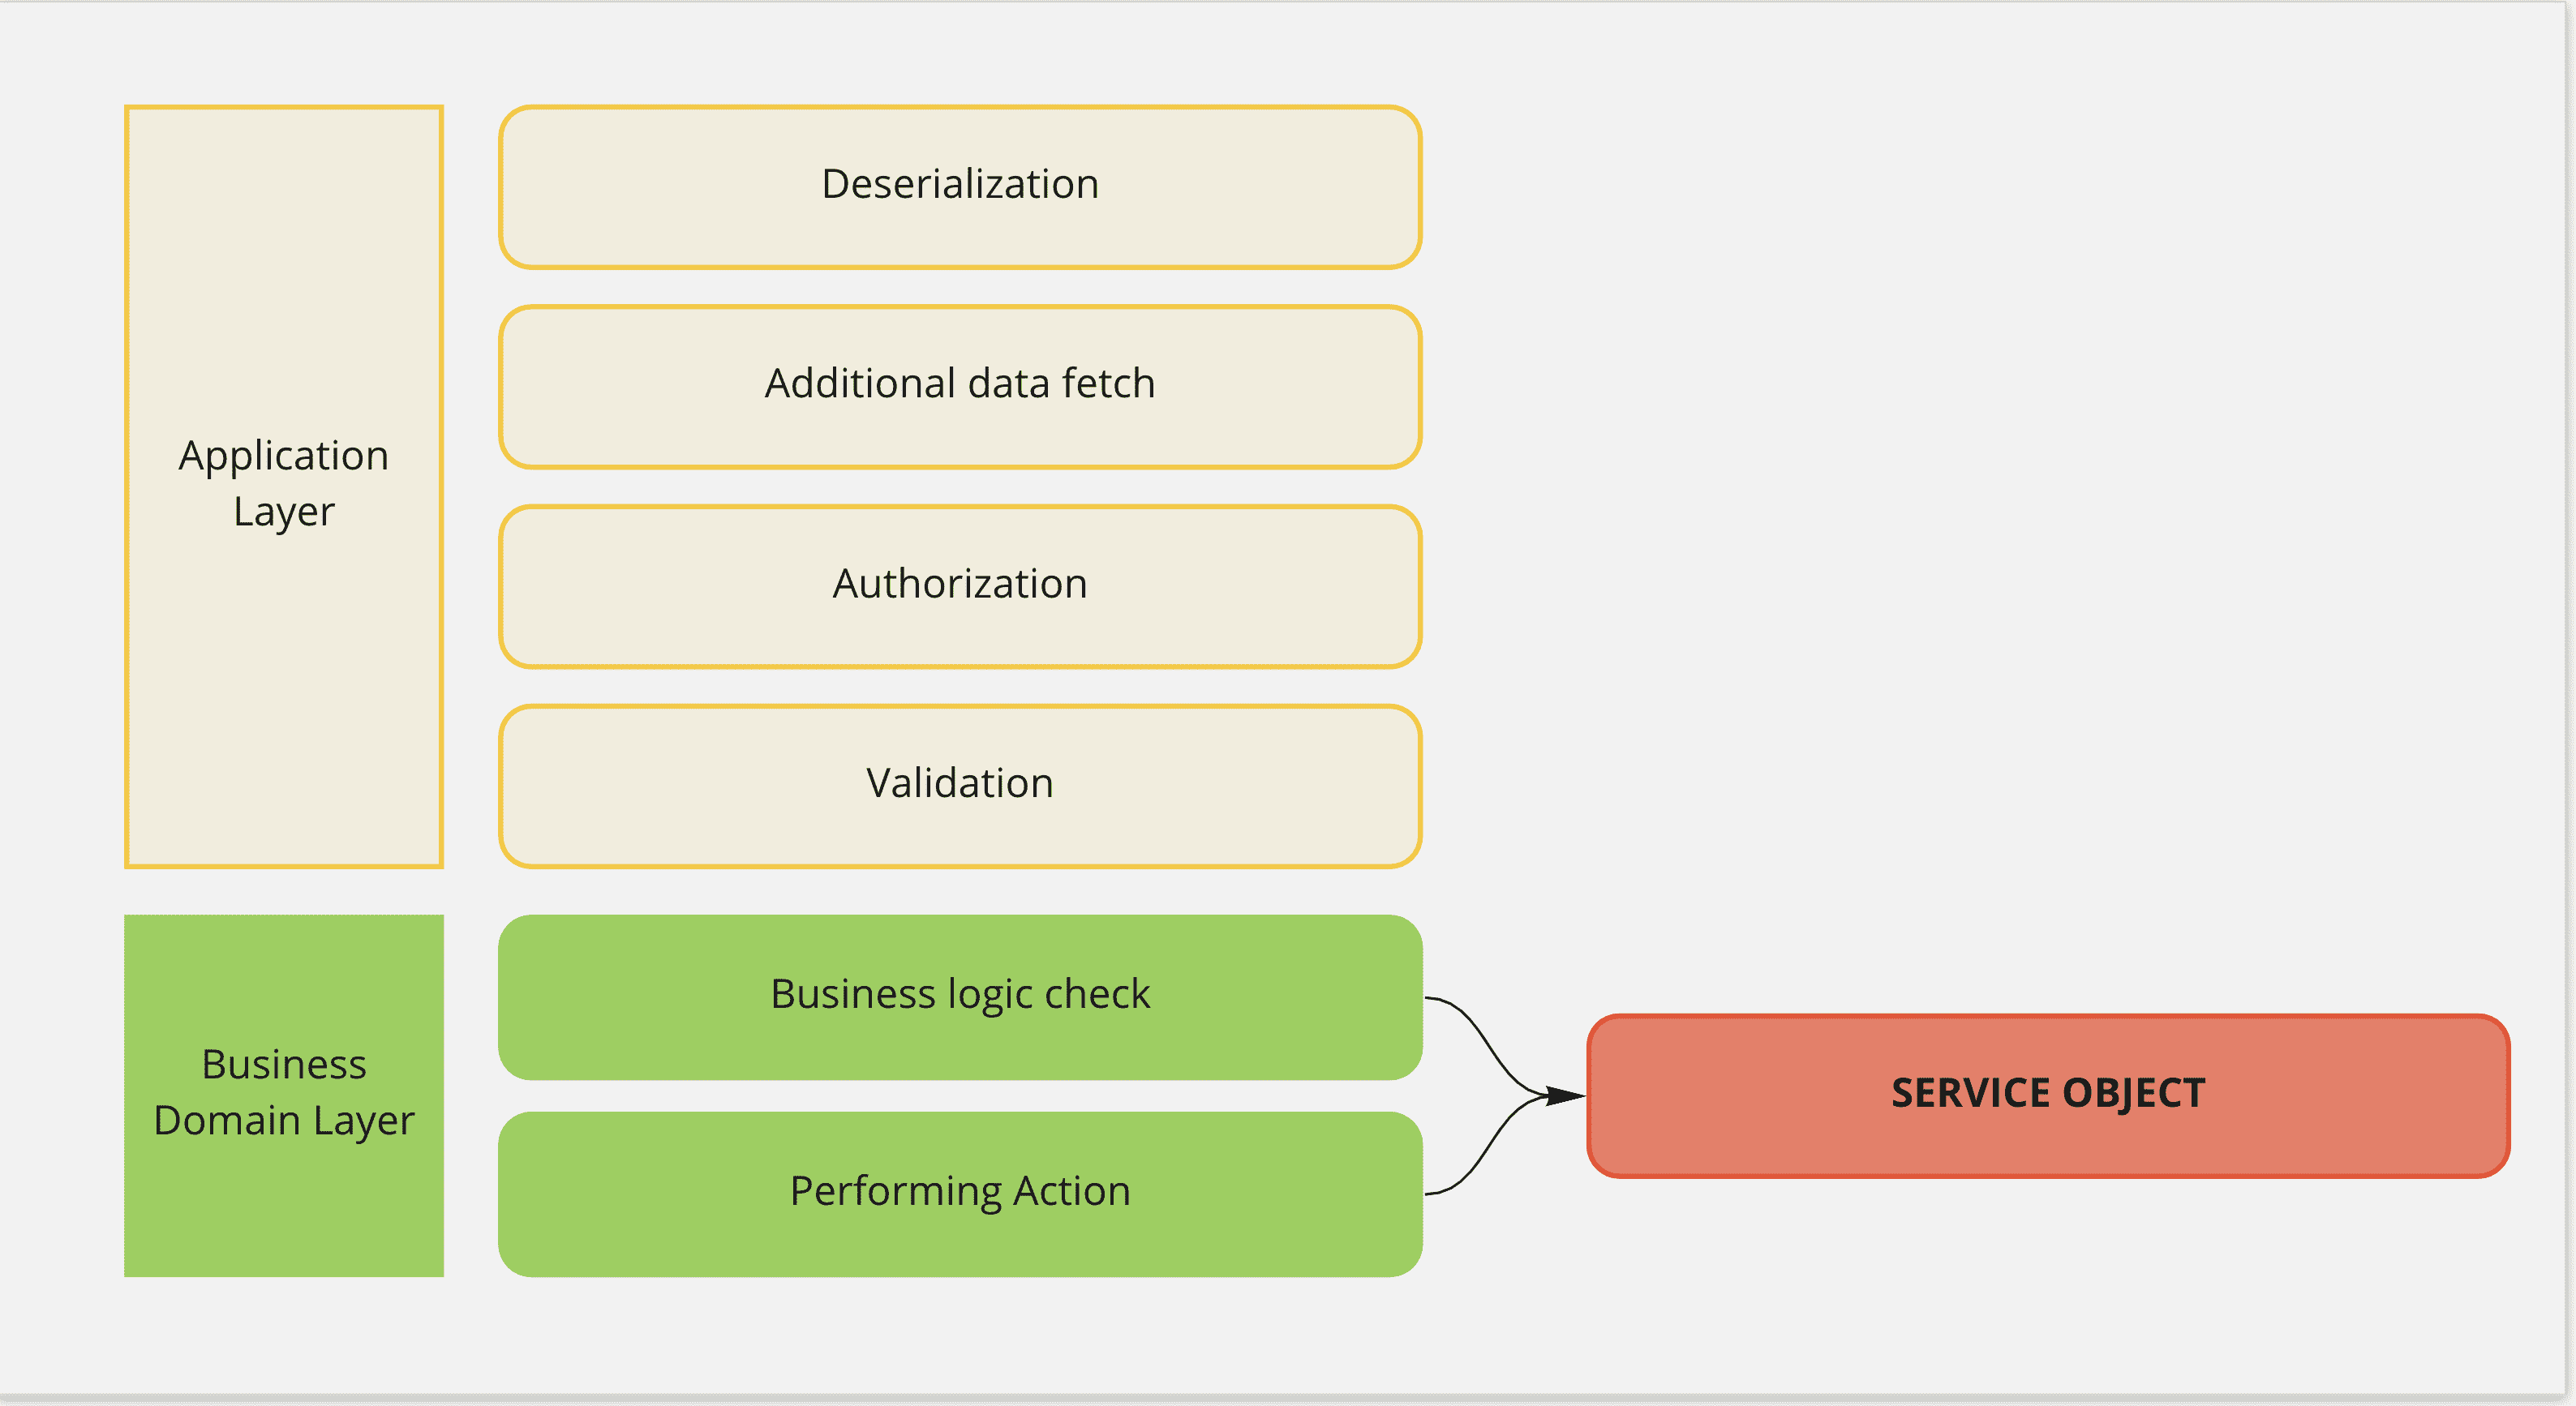 Application
Layer
Deserialization
Additional data fetch
Authorization
Validation
Business
Domain Layer
Business logic check
Performing Action
SERVICE OBJECT